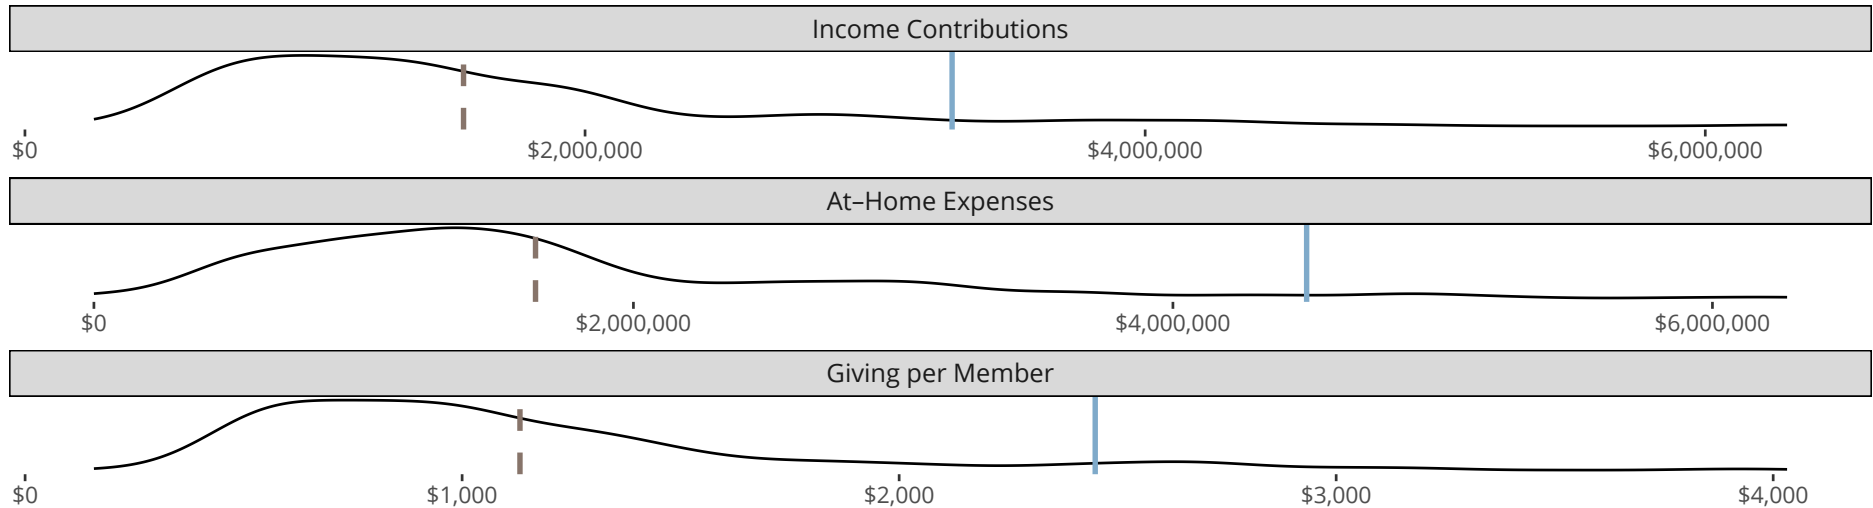 Income Contributions
$0 $2,000,000 $4,000,000 $6,000,000
At–Home Expenses
$0 $2,000,000 $4,000,000 $6,000,000
Giving per Member
$0 $1,000 $2,000 $3,000 $4,000